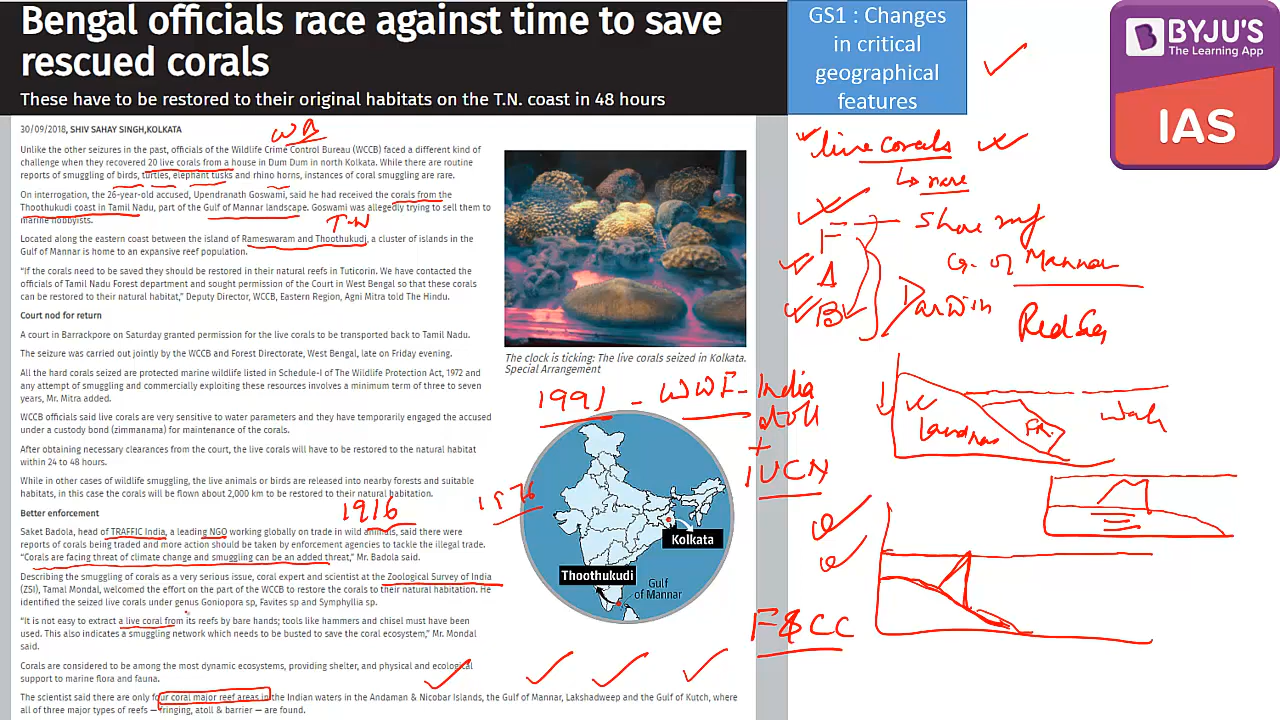 Bengal officials race against time to save
rescued corals
These have to be restored to their original habitats on the T.N. coast in 48 hours
GS1 : Changes
in critical
geographical
features
BYJU'S
The Learning App
IAS
30/09/2018, SHIV SAHAY SINGH,KOLKATA
WB
Unlike the other seizures in the past, officials of the Wildlife Crime Control Bureau (WCCB) faced a different kind of
challenge when they recovered 20 live corals from a house in Dum Dum in north Kolkata. While there are routine
reports of smuggling of birds, turtles, elephant tusks and rhino horns, instances of coral smuggling are rare.
On interrogation, the 26-year-old accused, Upendranath Goswami, said he had received the corals from the
Thoothukudi coast in Tamil Nadu, part of the Gulf of Mannar landscape. Goswami was allegedly trying to sell them to
marine hobbyists.
T.N
Located along the eastern coast between the island of Rameswaram and Thoothukudi, a cluster of islands in the
Gulf of Mannar is home to an expansive reef population.
“If the corals need to be saved they should be restored in their natural reefs in Tuticorin. We have contacted the
officials of Tamil Nadu Forest department and sought permission of the Court in West Bengal so that these corals
can be restored to their natural habitat,” Deputy Director, WCCB, Eastern Region, Agni Mitra told The Hindu.
Court nod for return
A court in Barrackpore on Saturday granted permission for the live corals to be transported back to Tamil Nadu.
The seizure was carried out jointly by the WCCB and Forest Directorate, West Bengal, late on Friday evening.
All the hard corals seized are protected marine wildlife listed in Schedule-I of The Wildlife Protection Act, 1972 and
any attempt of smuggling and commercially exploiting these resources involves a minimum term of three to seven
years, Mr. Mitra added.
WCCB officials said live corals are very sensitive to water parameters and they have temporarily engaged the accused
under a custody bond (zimmanama) for maintenance of the corals.
After obtaining necessary clearances from the court, the live corals will have to be restored to the natural habitat
within 24 to 48 hours.
While in other cases of wildlife smuggling, the live animals or birds are released into nearby forests and suitable
habitats, in this case the corals will be flown about 2,000 km to be restored to their natural habitation.
Better enforcement
1916
1976
Saket Badola, head of TRAFFIC India, a leading NGO working globally on trade in wild animals, said there were
reports of corals being traded and more action should be taken by enforcement agencies to tackle the illegal trade.
“Corals are facing threat of climate change and smuggling can be an added threat,” Mr. Badola said.
Describing the smuggling of corals as a very serious issue, coral expert and scientist at the Zoological Survey of India
(ZSI), Tamal Mondal, welcomed the effort on the part of the WCCB to restore the corals to their natural habitation. He
identified the seized live corals under genus Goniopora sp, Favites sp and Symphyllia sp.
“It is not easy to extract a live coral from its reefs by bare hands; tools like hammers and chisel must have been
used. This also indicates a smuggling network which needs to be busted to save the coral ecosystem,” Mr. Mondal
said.
Corals are considered to be among the most dynamic ecosystems, providing shelter, and physical and ecological
support to marine flora and fauna.
The scientist said there are only four coral major reef areas in the Indian waters in the Andaman & Nicobar Islands, the Gulf of Mannar, Lakshadweep and the Gulf of Kutch, where
all of three major types of reefs — fringing, atoll & barrier — are found.
The clock is ticking: The live corals seized in Kolkata.
Special Arrangement
1991 - WWF-India
+
IUCN
Kolkata
Thoothukudi
Gulf
of Mannar
live corals
rare
F
Shore reef
G. of Mannar
A
B
Darwin
Red Sea
Landmass
F.R.
F&CC